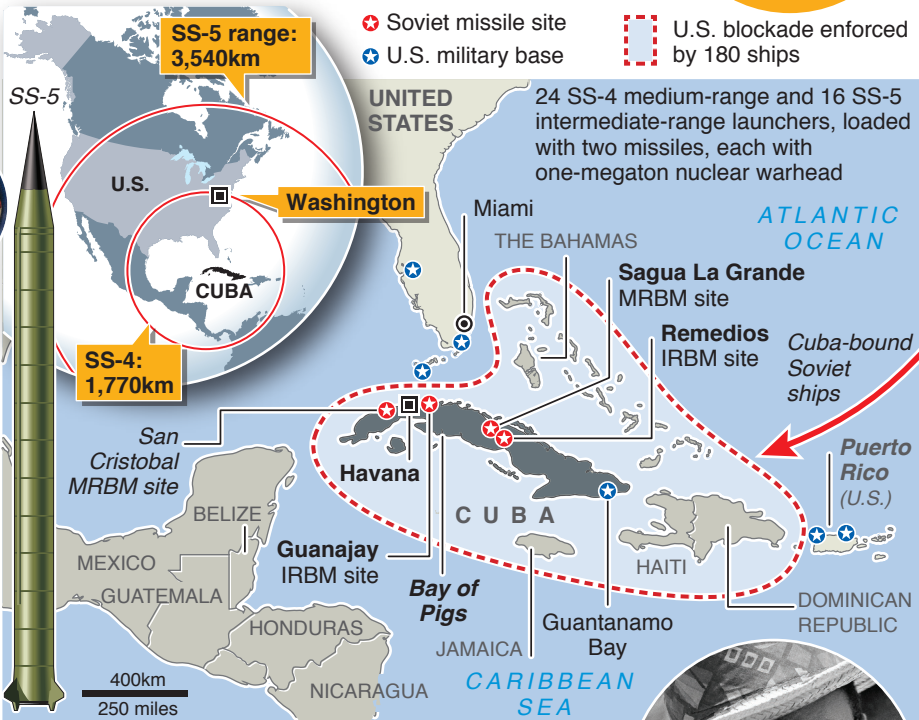 Soviet missile site
U.S. military base
U.S. blockade enforced
by 180 ships
SS-5 range:
3,540km
SS-5
U.S.
Washington
CUBA
SS-4:
1,770km
UNITED
STATES
24 SS-4 medium-range and 16 SS-5
intermediate-range launchers, loaded
with two missiles, each with
one-megaton nuclear warhead
Miami
THE BAHAMAS
ATLANTIC
OCEAN
Sagua La Grande
MRBM site
Remedios
IRBM site
Cuba-bound
Soviet
ships
San
Cristobal
MRBM site
Havana
Puerto
Rico
(U.S.)
CUBA
BELIZE
MEXICO
GUATEMALA
Guanajay
IRBM site
Bay of
Pigs
HAITI
DOMINICAN
REPUBLIC
HONDURAS
JAMAICA
Guantanamo
Bay
NICARAGUA
CARIBBEAN
SEA
400km
250 miles